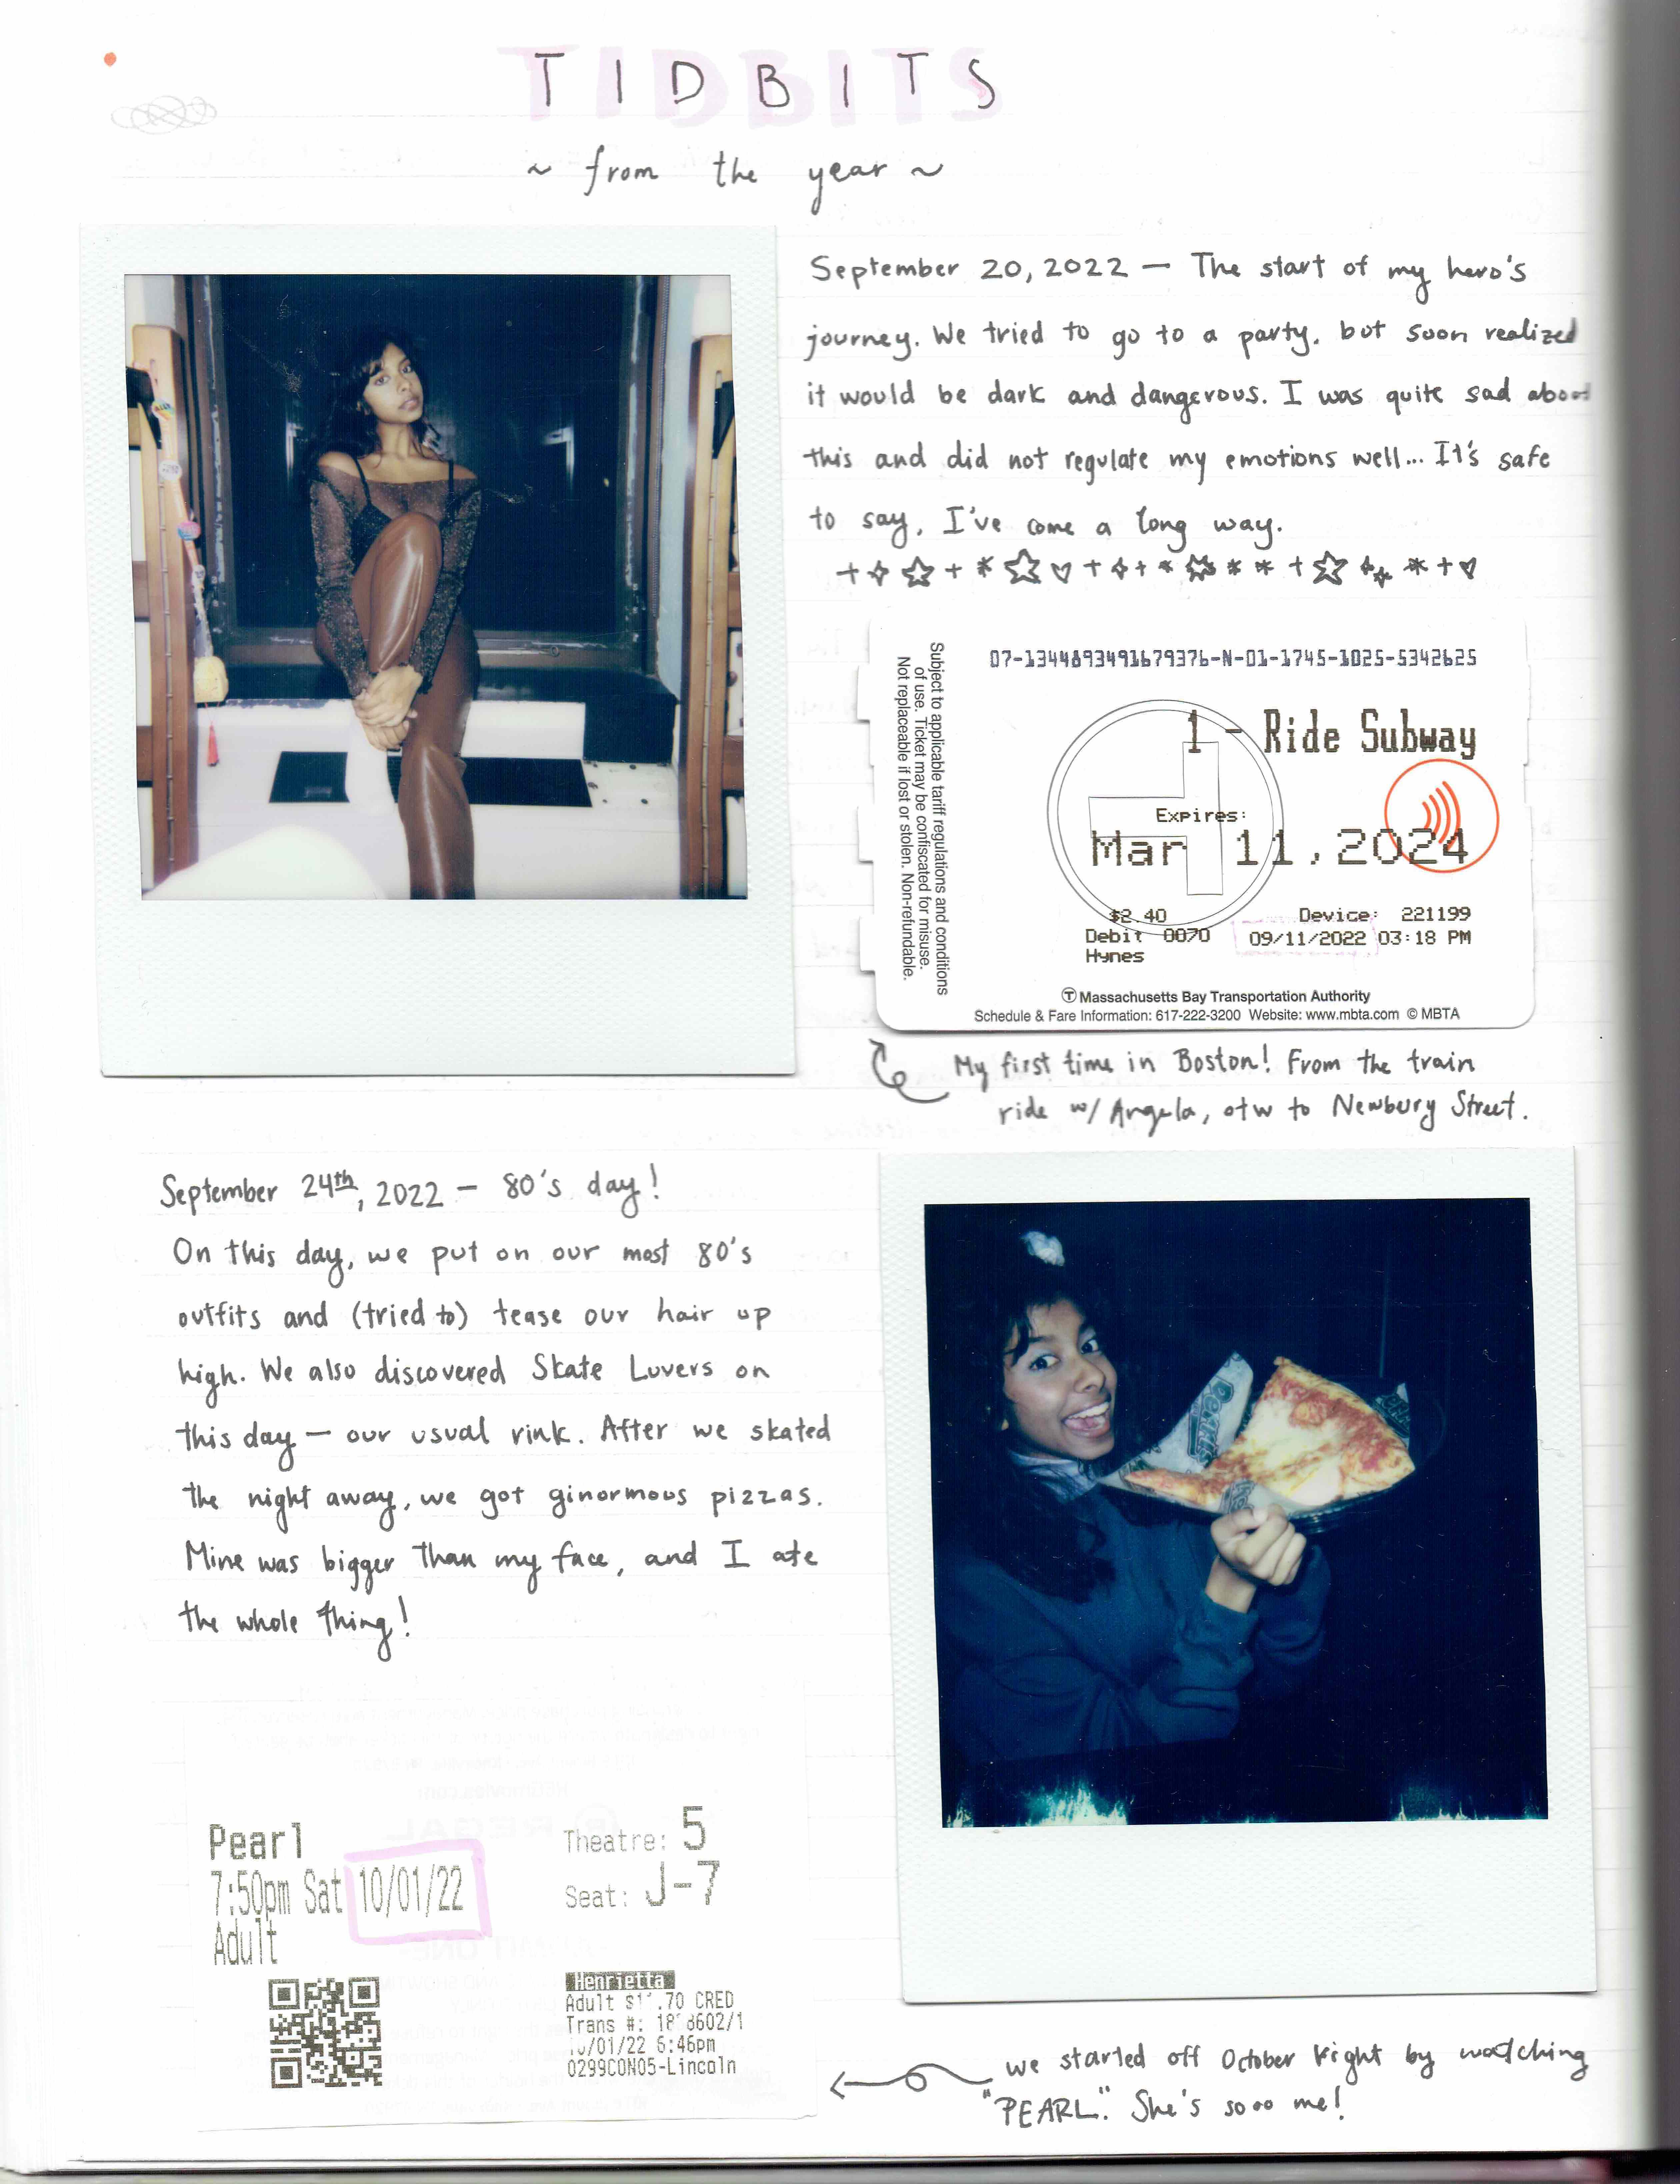 TIDBITS
~ from the year ~
September 20, 2022 — The start of my hero's
journey. We tried to go to a party, but soon realized
it would be dark and dangerous. I was quite sad about
this and did not regulate my emotions well... It's safe
to say, I've come a long way.
Subject to applicable tariff regulations and conditions
of use. Ticket may be confiscated for misuse.
Not replaceable if lost or stolen. Non-refundable.
07-1344893491679376-N-01-1745-1025-5342625
1 - Ride Subway
Expires:
Mar 11, 2024
$2.40 Device: 221199
Debit 0070 09/11/2022 03:18 PM
Hynes
T Massachusetts Bay Transportation Authority
Schedule & Fare Information: 617-222-3200 Website: www.mbta.com © MBTA
My first time in Boston! From the train
ride w/ Angela, otw to Newbury Street.
September 24th, 2022 — 80's day!
On this day, we put on our most 80's
outfits and (tried to) tease our hair up
high. We also discovered Skate Luvers on
this day — our usual rink. After we skated
the night away, we got ginormous pizzas.
Mine was bigger than my face, and I ate
the whole thing!
Pearl
7:50pm Sat 10/01/22
Adult
Theatre: 5
Seat: J-7
Henrietta
Adult CRED
Trans #:
6:46pm
0299CON05-Lincoln
we started off October right by watching
"PEARL". She's sooo me!